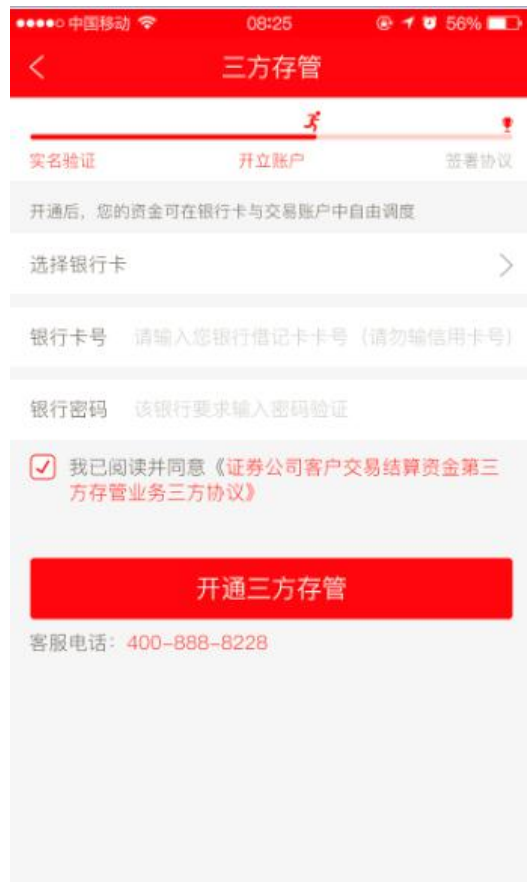 中国移动 08:25 56%
三方存管
实名验证 开立账户 签署协议
开通后，您的资金可在银行卡与交易账户中自由调度
选择银行卡
银行卡号 请输入您银行借记卡卡号（请勿输信用卡号）
银行密码 该银行要求输入密码验证
我已阅读并同意《证券公司客户交易结算资金第三
方存管业务三方协议》
开通三方存管
客服电话：400-888-8228